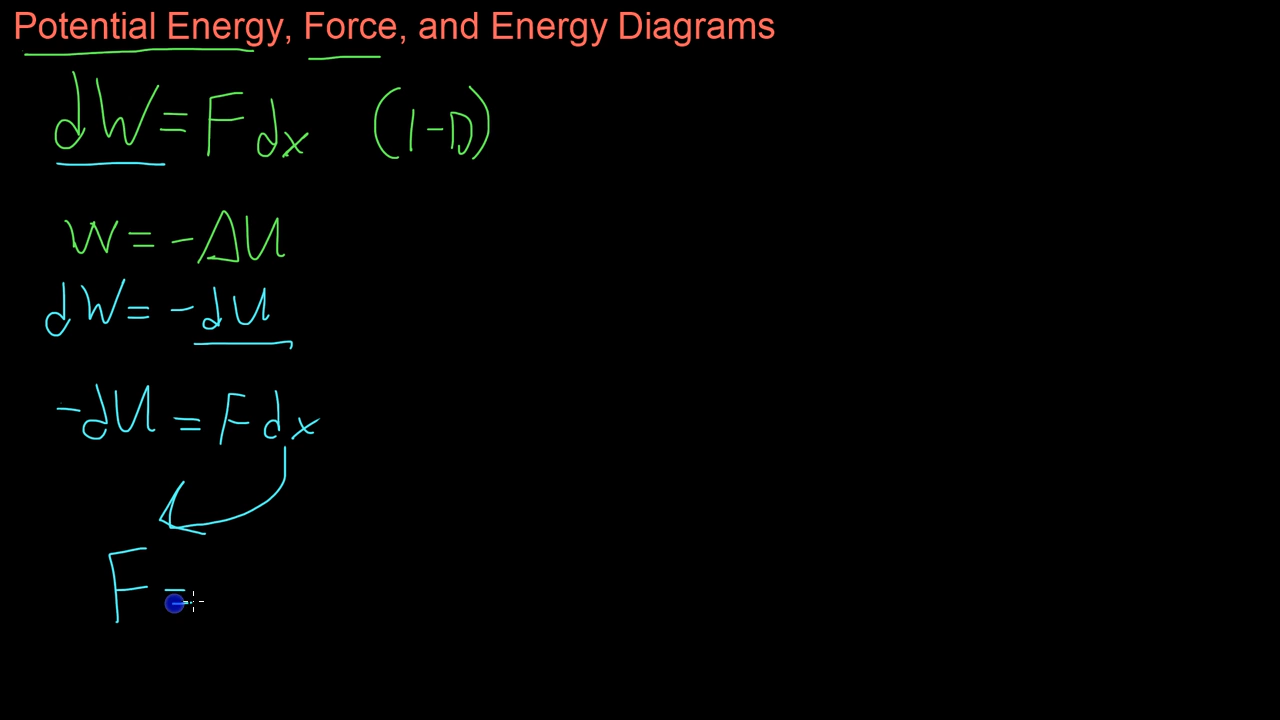 Potential Energy, Force, and Energy Diagrams
dW = F dx (1-D)
W = -ΔU
dW = -dU
-dU = F dx
F =